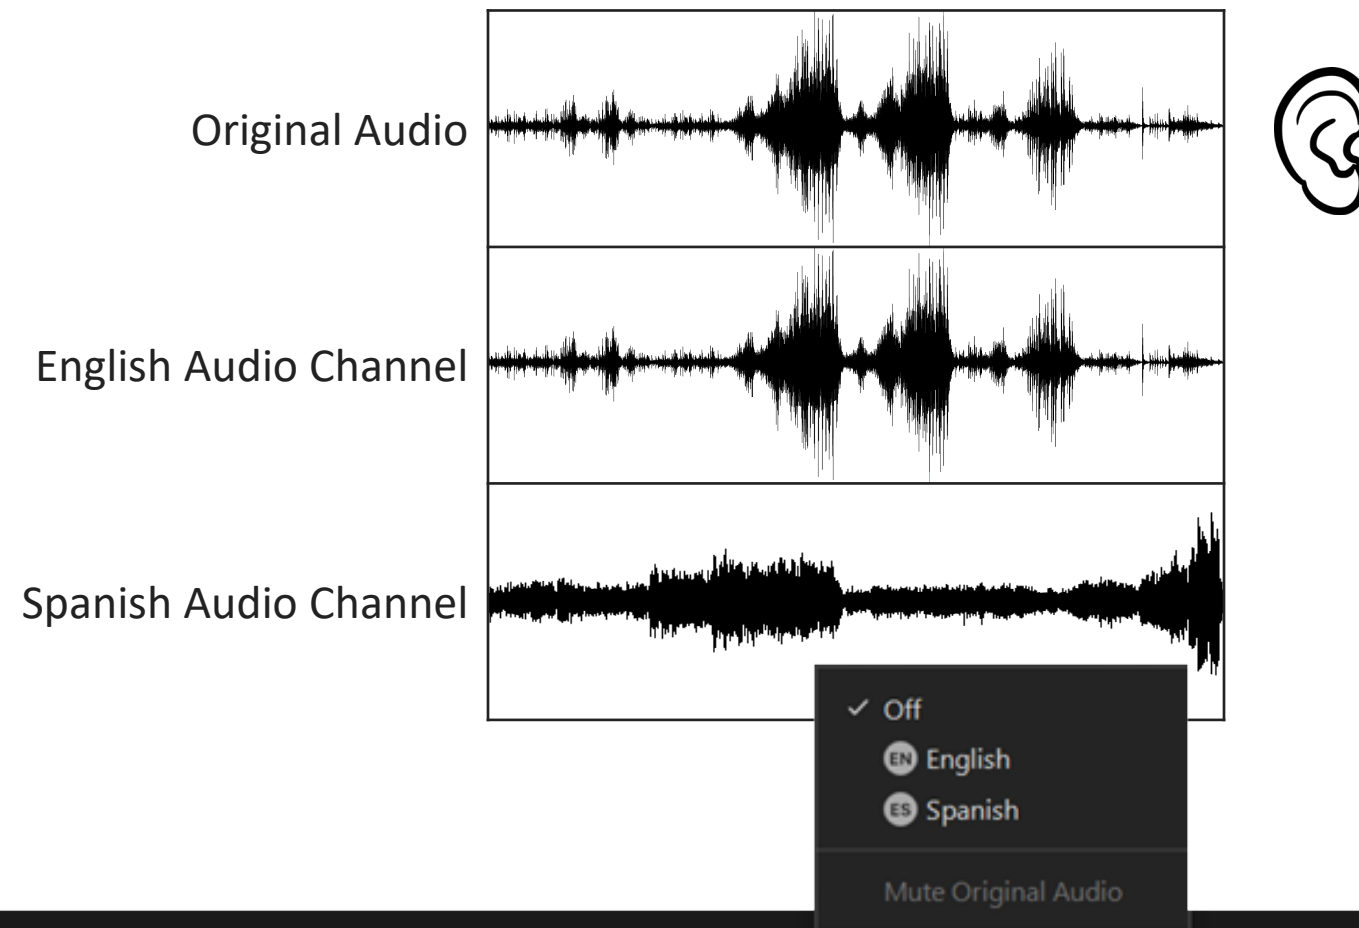 Original Audio
English Audio Channel
Spanish Audio Channel
Off
EN English
ES Spanish
Mute Original Audio